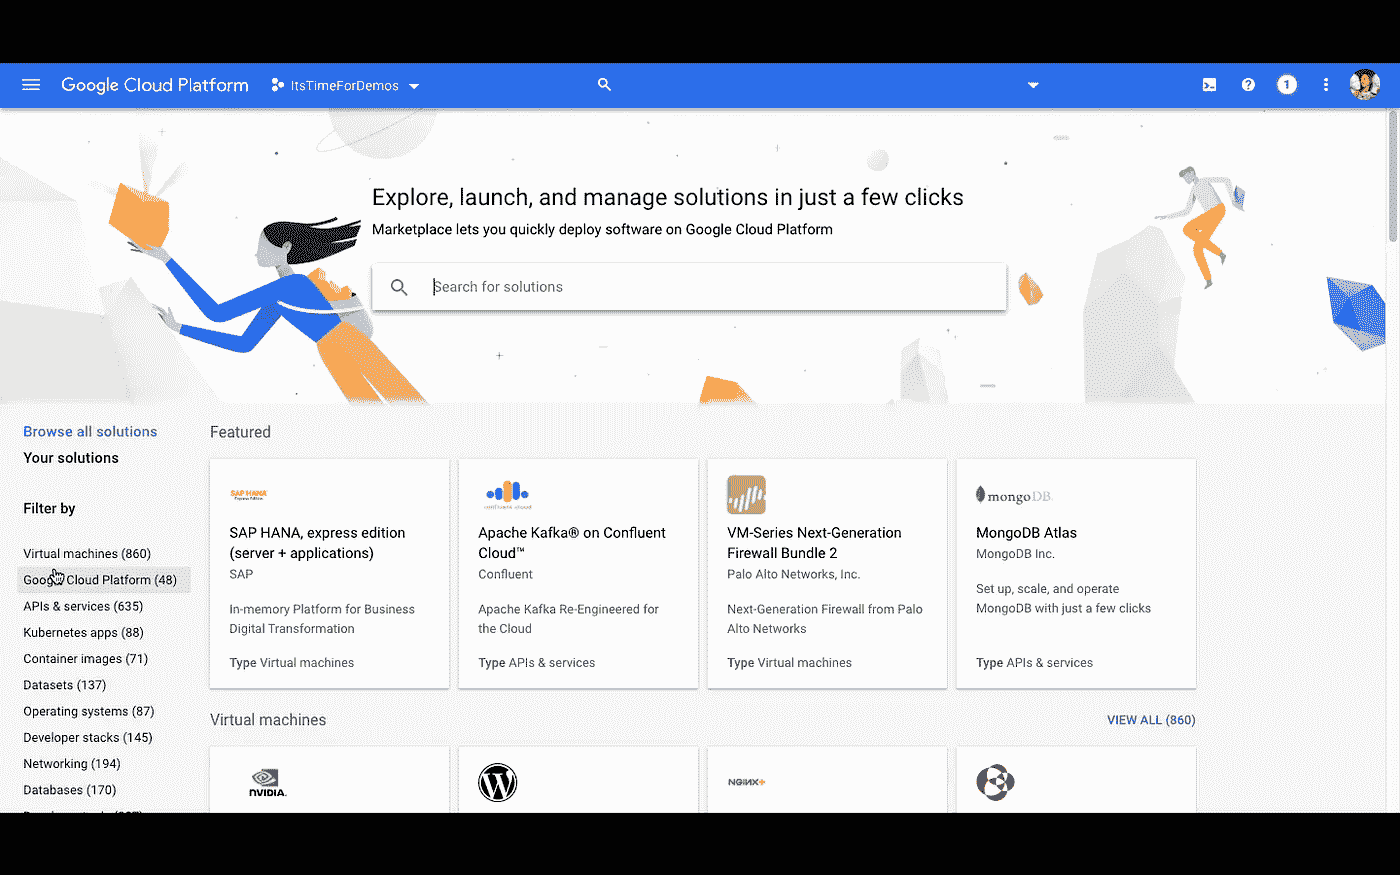 Google Cloud Platform
ItsTimeForDemos
1
Explore, launch, and manage solutions in just a few clicks
Marketplace lets you quickly deploy software on Google Cloud Platform
Search for solutions
Browse all solutions
Your solutions
Filter by
Virtual machines (860)
Google Cloud Platform (48)
APIs & services (635)
Kubernetes apps (88)
Container images (71)
Datasets (137)
Operating systems (87)
Developer stacks (145)
Networking (194)
Databases (170)
Featured
SAP HANA
Express Edition
SAP HANA, express edition
(server + applications)
SAP
In-memory Platform for Business
Digital Transformation
Type Virtual machines
confluent cloud
Apache Kafka® on Confluent
Cloud™
Confluent
Apache Kafka Re-Engineered for
the Cloud
Type APIs & services
VM-Series Next-Generation
Firewall Bundle 2
Palo Alto Networks, Inc.
Next-Generation Firewall from Palo
Alto Networks
Type Virtual machines
mongoDB
MongoDB Atlas
MongoDB Inc.
Set up, scale, and operate
MongoDB with just a few clicks
Type APIs & services
Virtual machines
VIEW ALL (860)
NVIDIA.
NGINX+